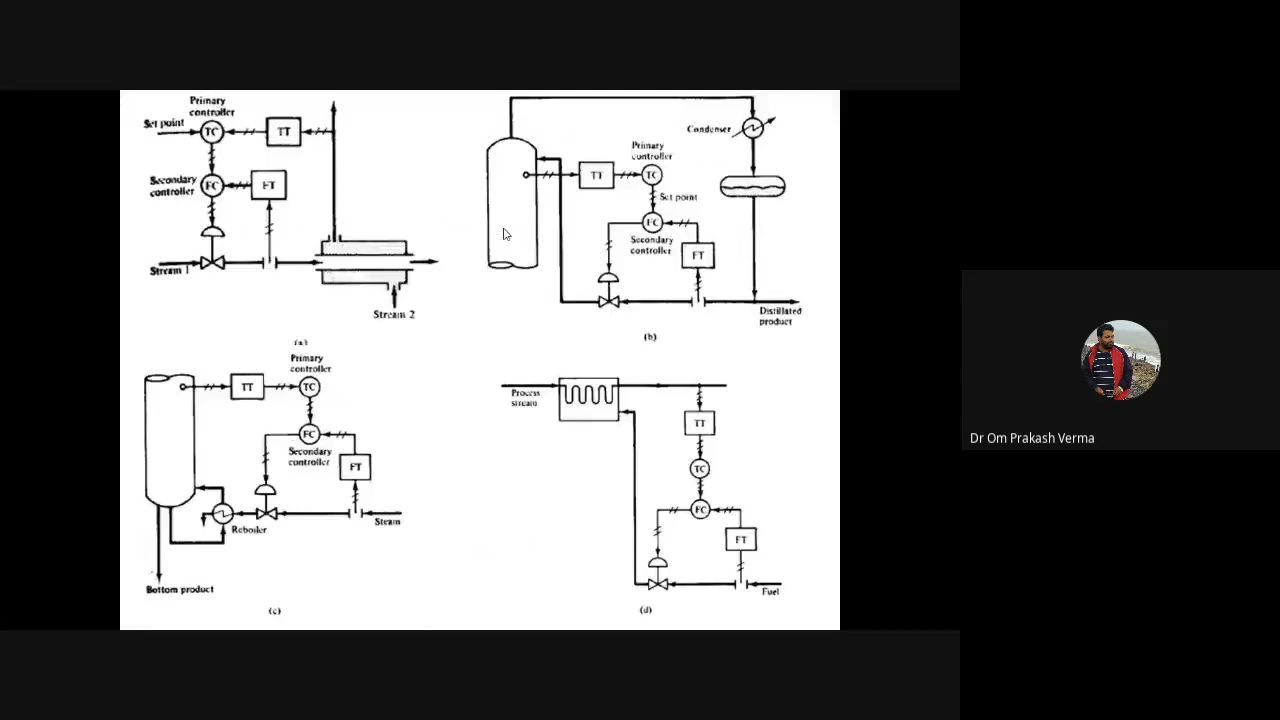 Primary
controller
Set point
TC
TT
Secondary
controller
FC
FT
Stream 1
Stream 2
(a)
Condenser
Primary
controller
TT
TC
Set point
FC
Secondary
controller
FT
Distillated
product
(b)
Primary
controller
TT
TC
FC
Secondary
controller
FT
Steam
Reboiler
Bottom product
(c)
Process
stream
TT
TC
FC
FT
Fuel
(d)
Dr Om Prakash Verma